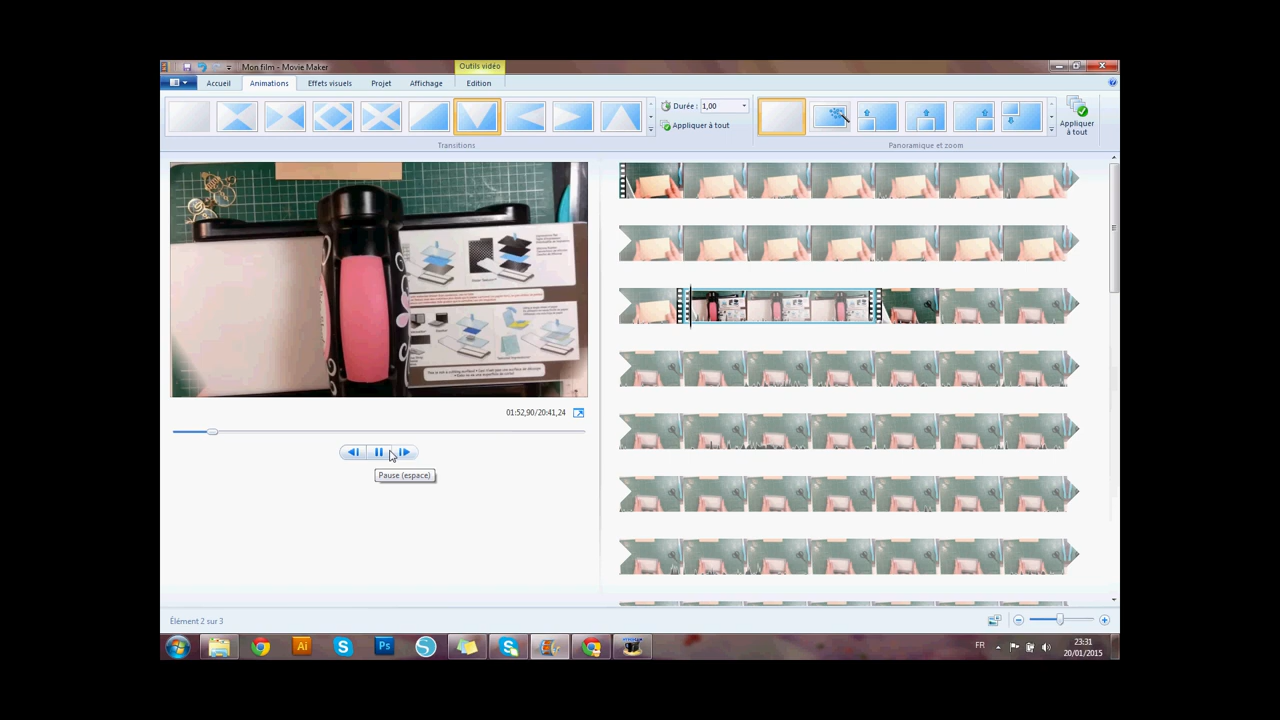 Mon film - Movie Maker
Outils vidéo
Accueil
Animations
Effets visuels
Projet
Affichage
Edition
Durée : 1,00
Appliquer à tout
Appliquer
à tout
Transitions
Panoramique et zoom
01:52,90/20:41,24
Pause (espace)
Élément 2 sur 3
Ai
Ps
FR
23:31
20/01/2015